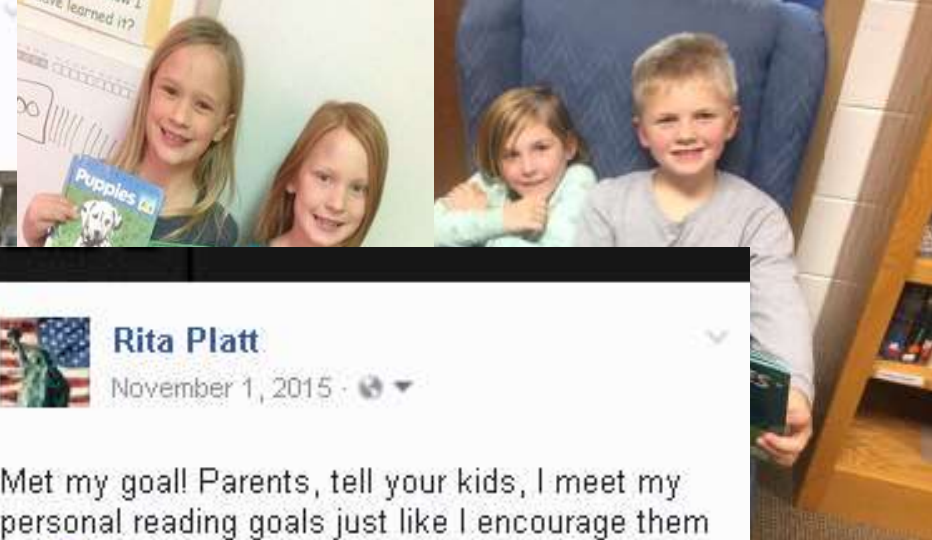 have learned it?
Puppies
Rita Platt
November 1, 2015 ·
Met my goal! Parents, tell your kids, I meet my
personal reading goals just like I encourage them